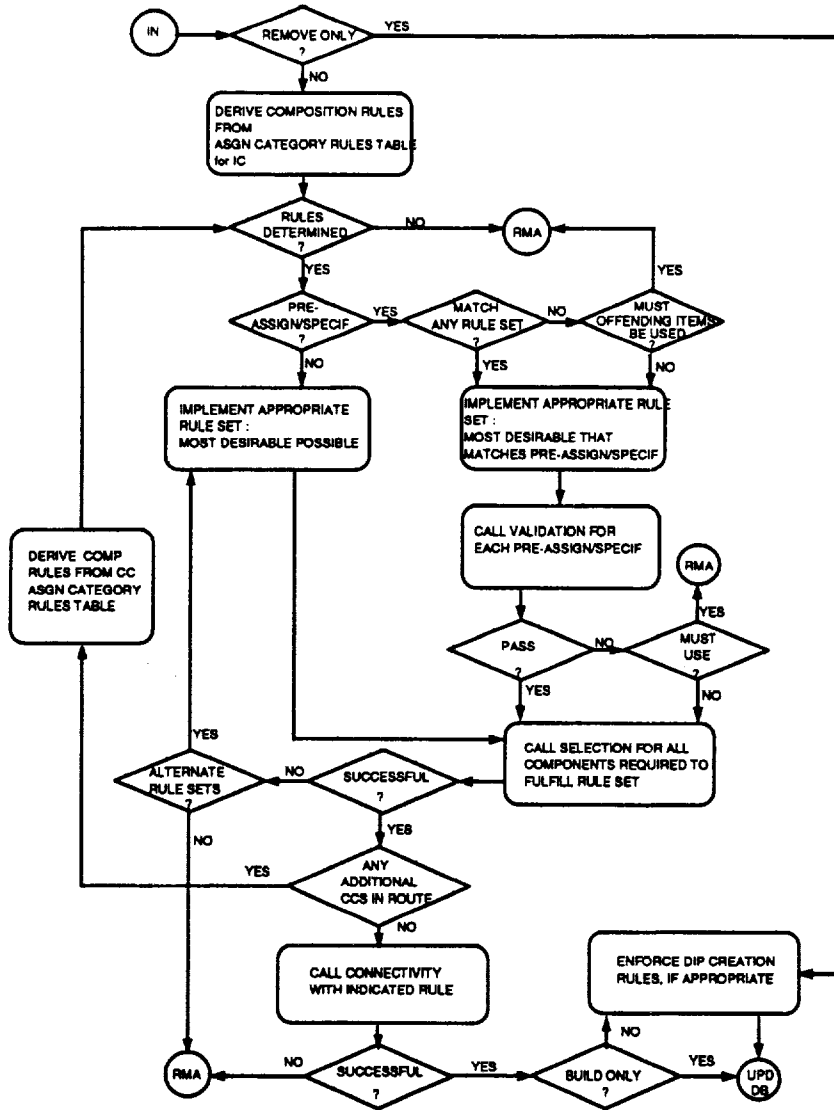 IN
REMOVE ONLY
?
YES
NO
DERIVE COMPOSITION RULES
FROM
ASGN CATEGORY RULES TABLE
for IC
RULES
DETERMINED
?
NO
RMA
YES
YES
PRE-
ASSIGN/SPECIF
?
YES
MATCH
ANY RULE SET
?
NO
MUST
OFFENDING ITEMS
BE USED
?
NO
YES
NO
IMPLEMENT APPROPRIATE
RULE SET :
MOST DESIRABLE POSSIBLE
IMPLEMENT APPROPRIATE RULE
SET :
MOST DESIRABLE THAT
MATCHES PRE-ASSIGN/SPECIF
CALL VALIDATION FOR
EACH PRE-ASSIGN/SPECIF
DERIVE COMP
RULES FROM CC
ASGN CATEGORY
RULES TABLE
RMA
YES
PASS
?
NO
MUST
USE
?
YES
NO
YES
CALL SELECTION FOR ALL
COMPONENTS REQUIRED TO
FULFILL RULE SET
ALTERNATE
RULE SETS
?
NO
SUCCESSFUL
?
NO
YES
YES
ANY
ADDITIONAL
CCS IN ROUTE
NO
CALL CONNECTIVITY
WITH INDICATED RULE
ENFORCE DIP CREATION
RULES, IF APPROPRIATE
NO
RMA
NO
SUCCESSFUL
?
YES
BUILD ONLY
?
YES
UPD
DB